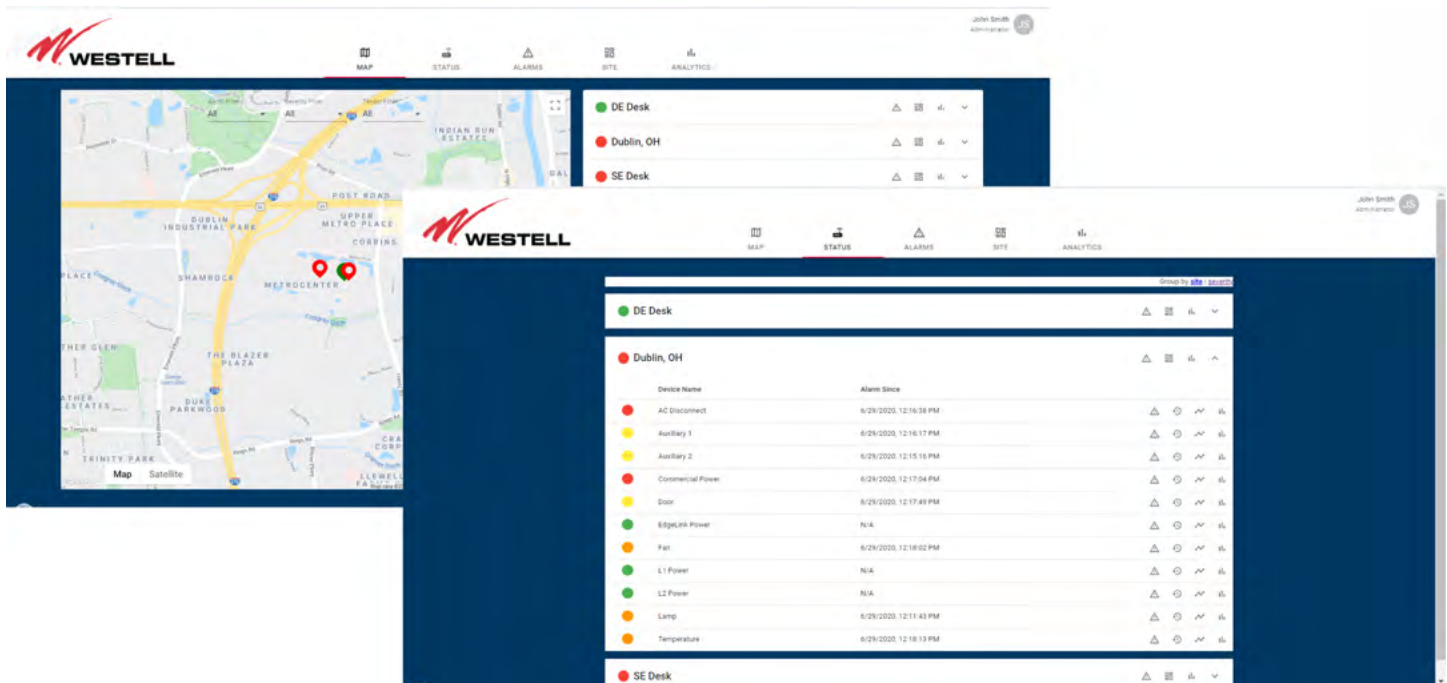 John Smith
Administrator
JS
WESTELL
MAP
STATUS
ALARMS
SITE
ANALYTICS
All
All
All
INDIAN RUN
ESTATES
POST ROAD
UPPER
METRO PLACE
DUBLIN
INDUSTRIAL PARK
SHAMROCK
METROCENTER
THE BLAZER
PLAZA
DUKE
PARKWOOD
TRINITY PARK
Map
Satellite
DE Desk
Dublin, OH
SE Desk
John Smith
Administrator
JS
WESTELL
MAP
STATUS
ALARMS
SITE
ANALYTICS
Group by site | severity
DE Desk
Dublin, OH
Device Name Alarm Since
AC Disconnect 6/29/2020, 12:16:38 PM
Auxiliary 1 6/29/2020, 12:16:17 PM
Auxiliary 2 6/29/2020, 12:15:16 PM
Commercial Power 6/29/2020, 12:17:04 PM
Door 6/29/2020, 12:17:49 PM
EdgeLink Power N/A
Fan 6/29/2020, 12:18:02 PM
L1 Power N/A
L2 Power N/A
Lamp 6/29/2020, 12:11:43 PM
Temperature 6/29/2020, 12:18:13 PM
SE Desk